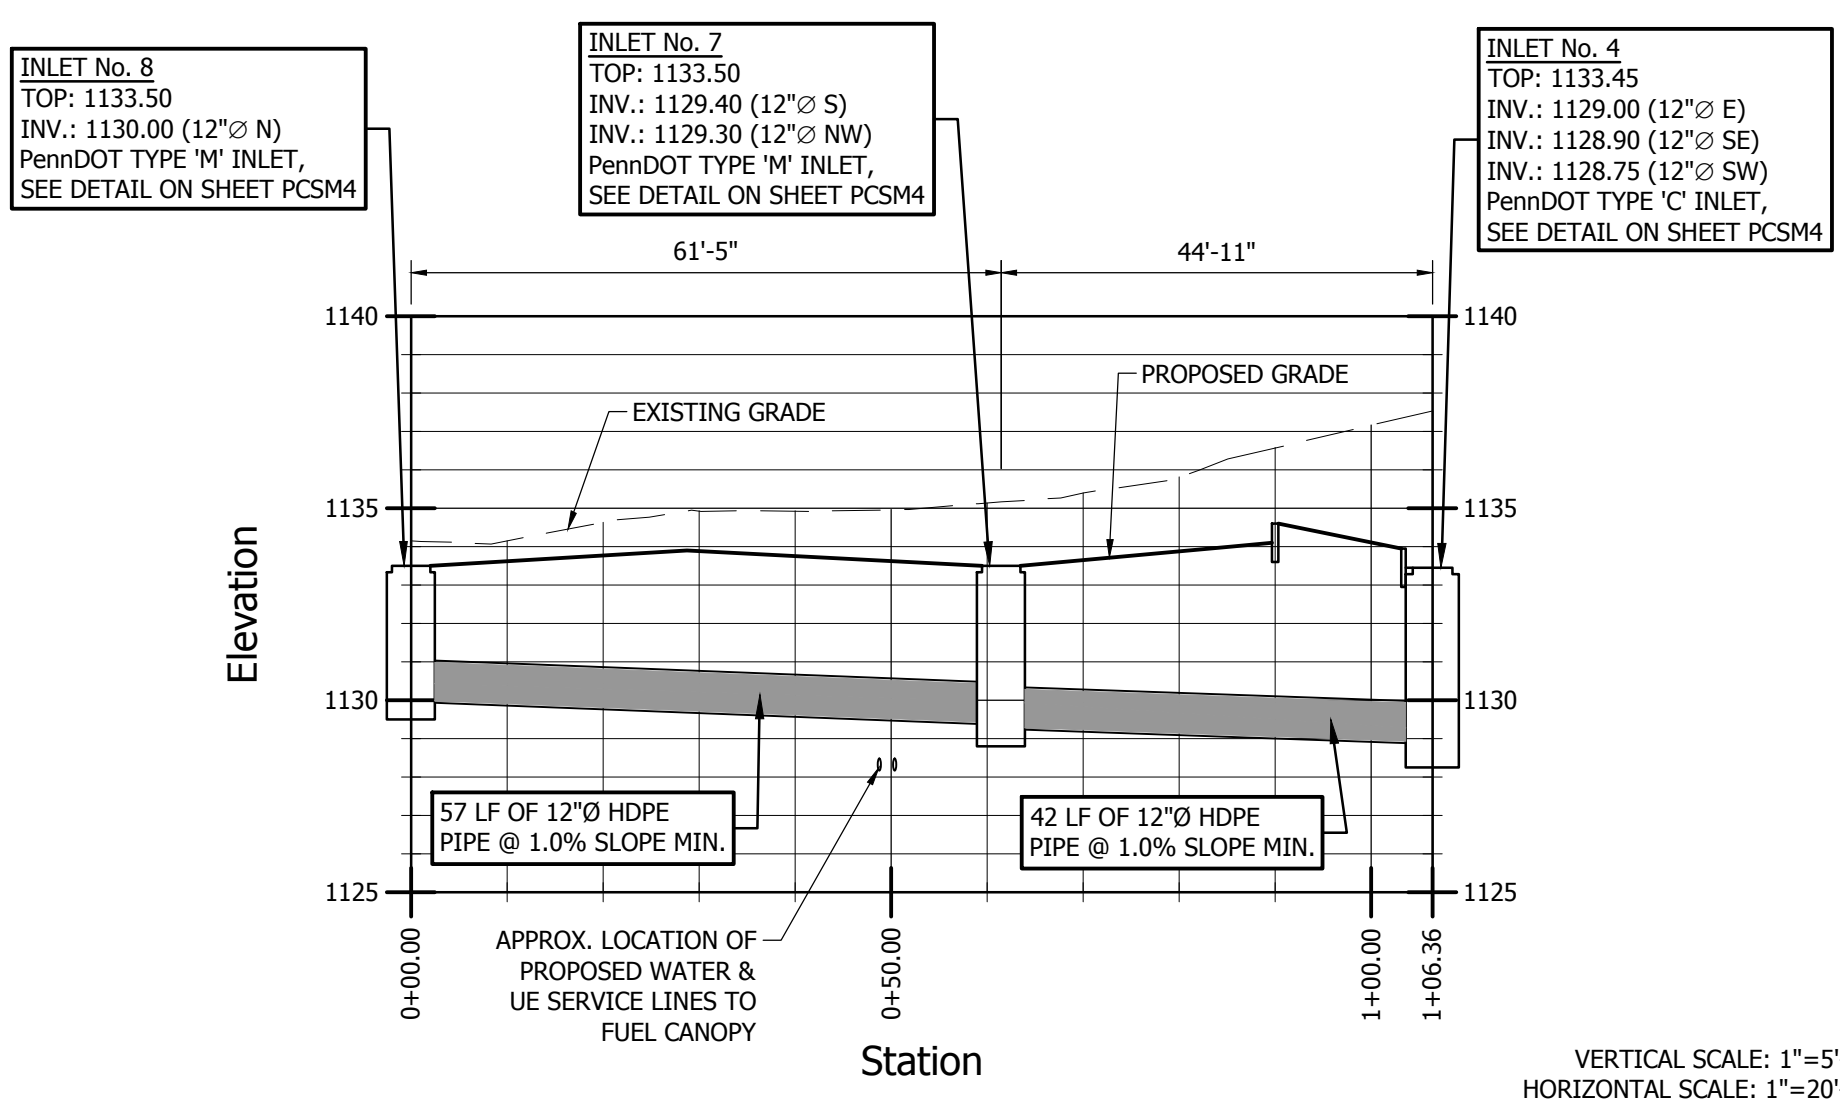 INLET No. 8
TOP: 1133.50
INV.: 1130.00 (12"∅ N)
PennDOT TYPE 'M' INLET,
SEE DETAIL ON SHEET PCSM4
INLET No. 7
TOP: 1133.50
INV.: 1129.40 (12"∅ S)
INV.: 1129.30 (12"∅ NW)
PennDOT TYPE 'M' INLET,
SEE DETAIL ON SHEET PCSM4
INLET No. 4
TOP: 1133.45
INV.: 1129.00 (12"∅ E)
INV.: 1128.90 (12"∅ SE)
INV.: 1128.75 (12"∅ SW)
PennDOT TYPE 'C' INLET,
SEE DETAIL ON SHEET PCSM4
61'-5"
44'-11"
1140
1140
PROPOSED GRADE
EXISTING GRADE
1135
1135
Elevation
1130
1130
57 LF OF 12"Ø HDPE
PIPE @ 1.0% SLOPE MIN.
42 LF OF 12"Ø HDPE
PIPE @ 1.0% SLOPE MIN.
1125
1125
APPROX. LOCATION OF
PROPOSED WATER &
UE SERVICE LINES TO
FUEL CANOPY
0+00.00
0+50.00
1+00.00
1+06.36
Station
VERTICAL SCALE: 1"=5'
HORIZONTAL SCALE: 1"=20'